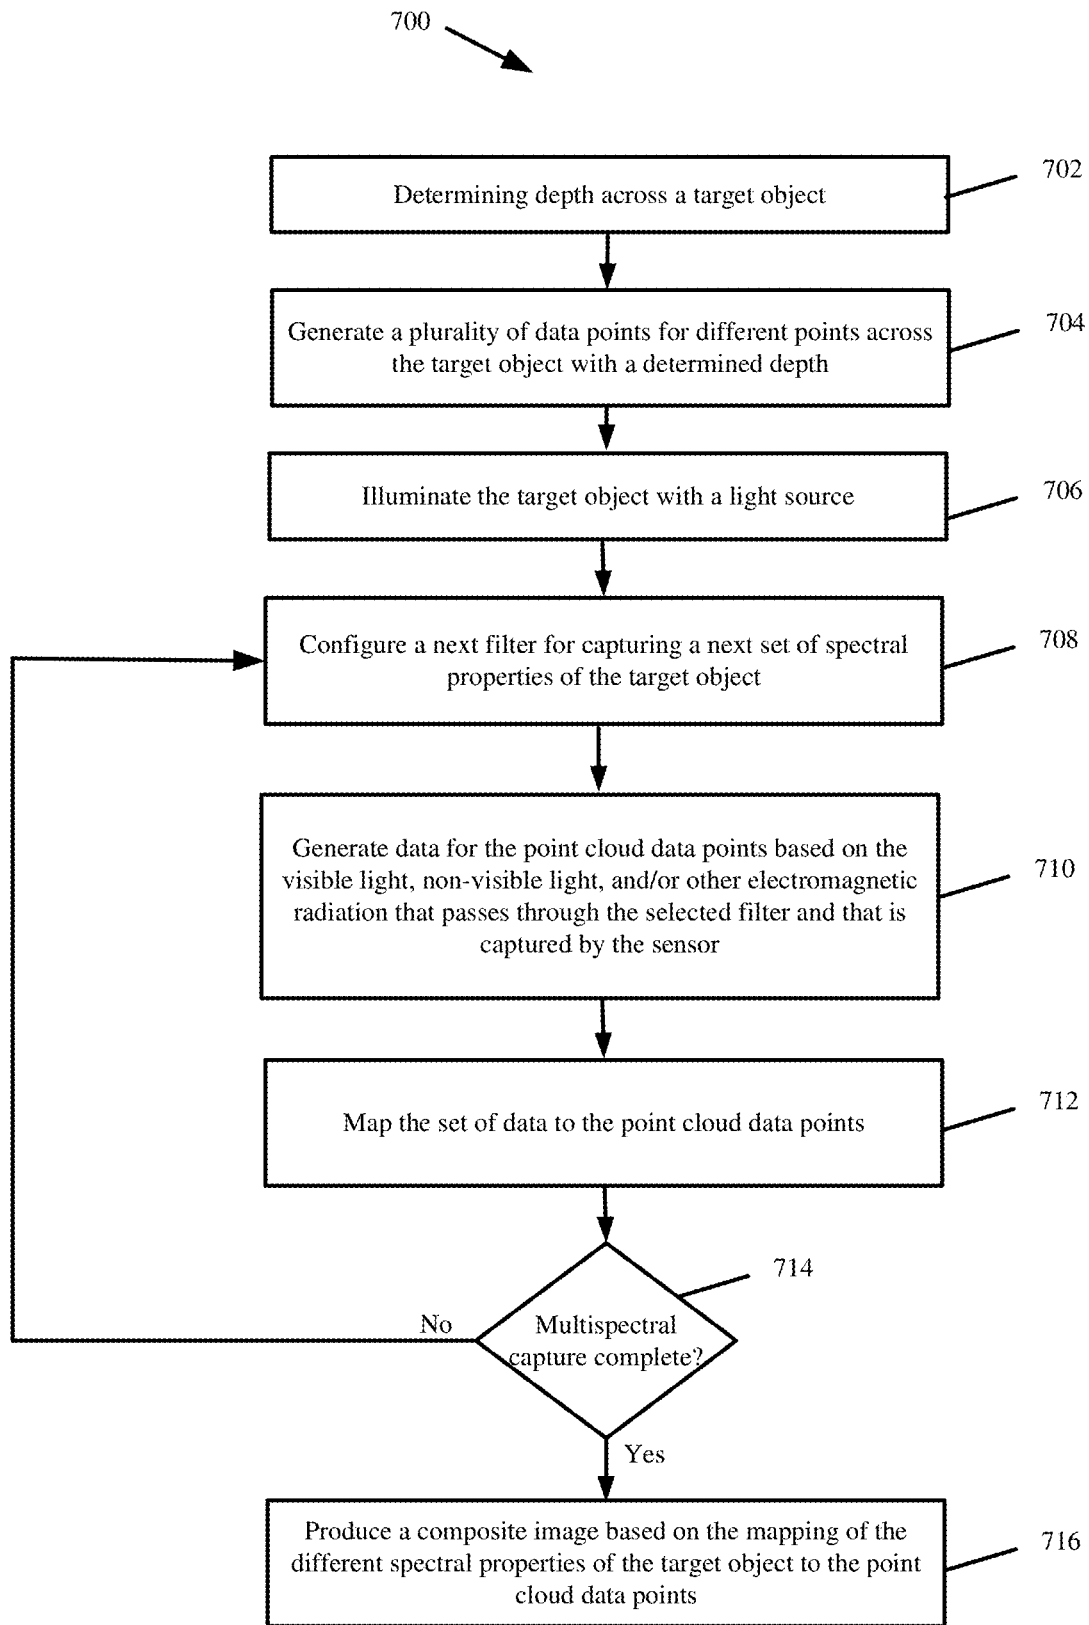 700
Determining depth across a target object
702
Generate a plurality of data points for different points across
the target object with a determined depth
704
Illuminate the target object with a light source
706
Configure a next filter for capturing a next set of spectral
properties of the target object
708
Generate data for the point cloud data points based on the
visible light, non-visible light, and/or other electromagnetic
radiation that passes through the selected filter and that is
captured by the sensor
710
Map the set of data to the point cloud data points
712
714
No
Multispectral
capture complete?
Yes
Produce a composite image based on the mapping of the
different spectral properties of the target object to the point
cloud data points
716